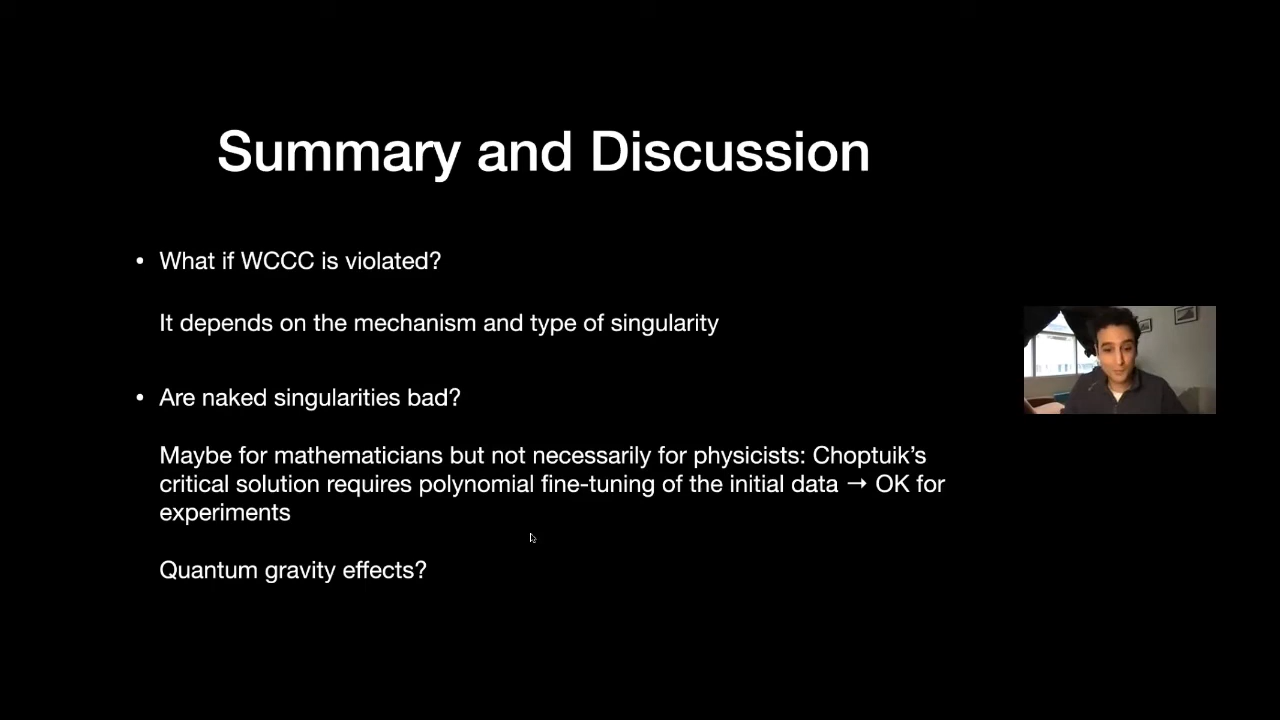 Summary and Discussion
• What if WCCC is violated?
It depends on the mechanism and type of singularity
• Are naked singularities bad?
Maybe for mathematicians but not necessarily for physicists: Choptuik’s
critical solution requires polynomial fine-tuning of the initial data → OK for
experiments
Quantum gravity effects?